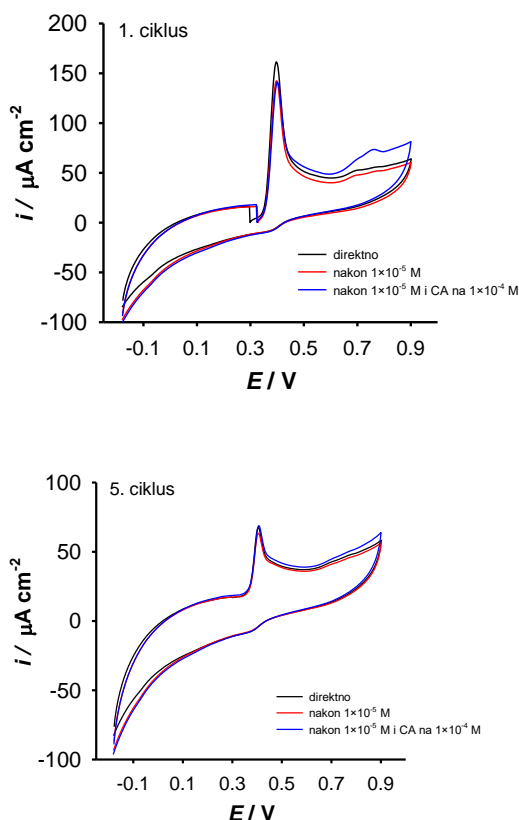 1. ciklus
200
150
100
50
0
-50
-100
i / µA cm⁻²
direktno
nakon 1×10⁻⁵ M
nakon 1×10⁻⁵ M i CA na 1×10⁻⁴ M
-0.1 0.1 0.3 0.5 0.7 0.9
E / V
5. ciklus
100
50
0
-50
-100
i / µA cm⁻²
direktno
nakon 1×10⁻⁵ M
nakon 1×10⁻⁵ M i CA na 1×10⁻⁴ M
-0.1 0.1 0.3 0.5 0.7 0.9
E / V